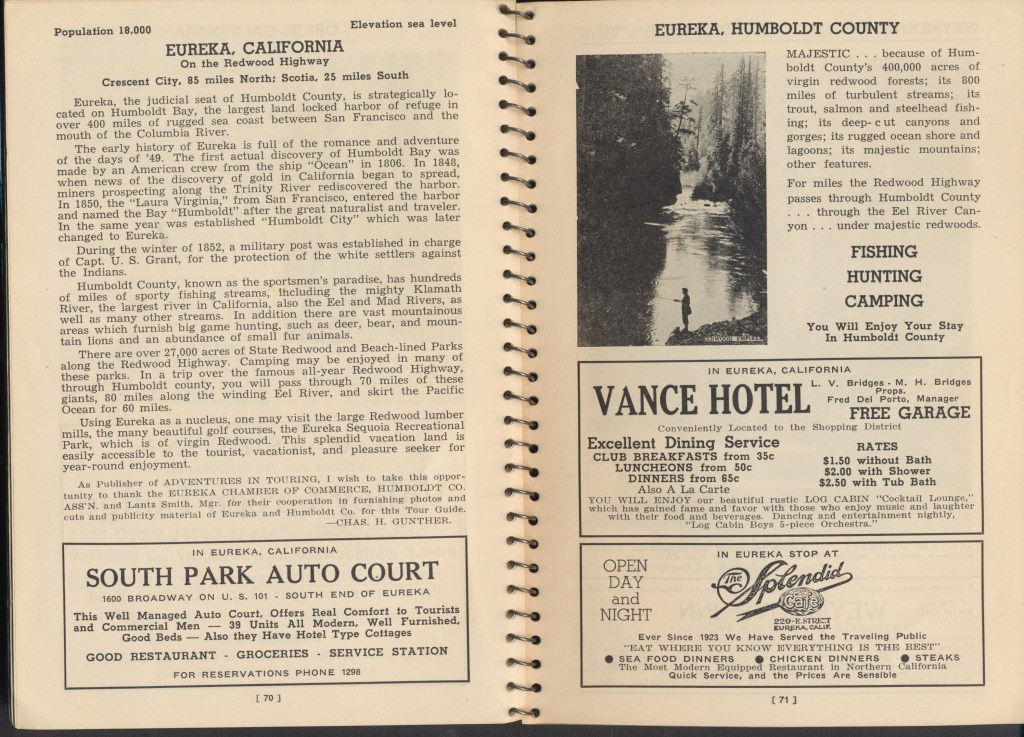 Population 18,000
Elevation sea level
EUREKA, CALIFORNIA
On the Redwood Highway
Crescent City, 85 miles North; Scotia, 25 miles South
Eureka, the judicial seat of Humboldt County, is strategically lo-
cated on Humboldt Bay, the largest land locked harbor of refuge in
over 400 miles of rugged sea coast between San Francisco and the
mouth of the Columbia River.
The early history of Eureka is full of the romance and adventure
of the days of '49. The first actual discovery of Humboldt Bay was
made by an American crew from the ship "Ocean" in 1806. In 1848,
when news of the discovery of gold in California began to spread,
miners prospecting along the Trinity River rediscovered the harbor.
In 1850, the "Laura Virginia," from San Francisco, entered the harbor
and named the Bay "Humboldt" after the great naturalist and traveler.
In the same year was established "Humboldt City" which was later
changed to Eureka.
During the winter of 1852, a military post was established in charge
of Capt. U. S. Grant, for the protection of the white settlers against
the Indians.
Humboldt County, known as the sportsmen's paradise, has hundreds
of miles of sporty fishing streams, including the mighty Klamath
River, the largest river in California, also the Eel and Mad Rivers, as
well as many other streams. In addition there are vast mountainous
areas which furnish big game hunting, such as deer, bear, and moun-
tain lions and an abundance of small fur animals.
There are over 27,000 acres of State Redwood and Beach-lined Parks
along the Redwood Highway. Camping may be enjoyed in many of
these parks. In a trip over the famous all-year Redwood Highway,
through Humboldt county, you will pass through 70 miles of these
giants, 80 miles along the winding Eel River, and skirt the Pacific
Ocean for 60 miles.
Using Eureka as a nucleus, one may visit the large Redwood lumber
mills, the many beautiful golf courses, the Eureka Sequoia Recreational
Park, which is of virgin Redwood. This splendid vacation land is
easily accessible to the tourist, vacationist, and pleasure seeker for
year-round enjoyment.
As Publisher of ADVENTURES IN TOURING, I wish to take this oppor-
tunity to thank the EUREKA CHAMBER OF COMMERCE, HUMBOLDT CO.
ASS'N. and Lantz Smith, Mgr. for their cooperation in furnishing photos and
cuts and publicity material of Eureka and Humboldt Co. for this Tour Guide.
—CHAS. H. GUNTHER.
IN EUREKA, CALIFORNIA
SOUTH PARK AUTO COURT
1600 BROADWAY ON U. S. 101 - SOUTH END OF EUREKA
This Well Managed Auto Court, Offers Real Comfort to Tourists
and Commercial Men — 39 Units All Modern, Well Furnished,
Good Beds — Also they Have Hotel Type Cottages
GOOD RESTAURANT - GROCERIES - SERVICE STATION
FOR RESERVATIONS PHONE 1298
[ 70 ]
EUREKA, HUMBOLDT COUNTY
MAJESTIC . . . because of Hum-
boldt County's 400,000 acres of
virgin redwood forests; its 800
miles of turbulent streams; its
trout, salmon and steelhead fish-
ing; its deep-cut canyons and
gorges; its rugged ocean shore and
lagoons; its majestic mountains;
other features.
For miles the Redwood Highway
passes through Humboldt County
. . . through the Eel River Can-
yon . . . under majestic redwoods.
FISHING
HUNTING
CAMPING
You Will Enjoy Your Stay
In Humboldt County
REDWOOD EMPIRE
IN EUREKA, CALIFORNIA
VANCE HOTEL
L. V. Bridges - M. H. Bridges
Props.
Fred Del Porto, Manager
FREE GARAGE
Conveniently Located to the Shopping District
Excellent Dining Service
CLUB BREAKFASTS from 35c
LUNCHEONS from 50c
DINNERS from 65c
Also A La Carte
RATES
$1.50 without Bath
$2.00 with Shower
$2.50 with Tub Bath
YOU WILL ENJOY our beautiful rustic LOG CABIN "Cocktail Lounge,"
which has gained fame and favor with those who enjoy music and laughter
with their food and beverages. Dancing and entertainment nightly,
"Log Cabin Boys 5-piece Orchestra."
OPEN
DAY
and
NIGHT
IN EUREKA STOP AT
The Splendid
Cafe
229-E STREET
EUREKA, CALIF.
Ever Since 1923 We Have Served the Traveling Public
"EAT WHERE YOU KNOW EVERYTHING IS THE BEST"
● SEA FOOD DINNERS ● CHICKEN DINNERS ● STEAKS
The Most Modern Equipped Restaurant in Northern California
Quick Service, and the Prices Are Sensible
[ 71 ]